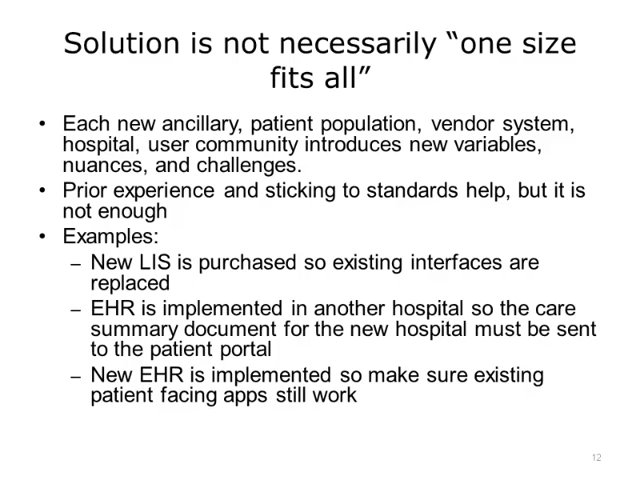 Solution is not necessarily “one size
fits all”
• Each new ancillary, patient population, vendor system,
hospital, user community introduces new variables,
nuances, and challenges.
• Prior experience and sticking to standards help, but it is
not enough
• Examples:
– New LIS is purchased so existing interfaces are
replaced
– EHR is implemented in another hospital so the care
summary document for the new hospital must be sent
to the patient portal
– New EHR is implemented so make sure existing
patient facing apps still work
12